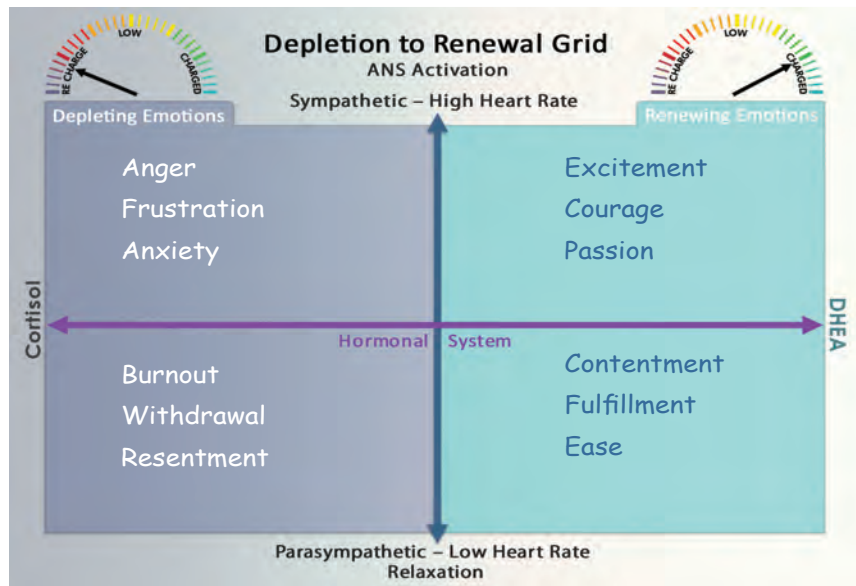 RE CHARGE
LOW
CHARGED
Depletion to Renewal Grid
ANS Activation
Sympathetic – High Heart Rate
RE CHARGE
LOW
CHARGED
Depleting Emotions
Renewing Emotions
Anger
Frustration
Anxiety
Excitement
Courage
Passion
Cortisol
DHEA
Hormonal System
Burnout
Withdrawal
Resentment
Contentment
Fulfillment
Ease
Parasympathetic – Low Heart Rate
Relaxation